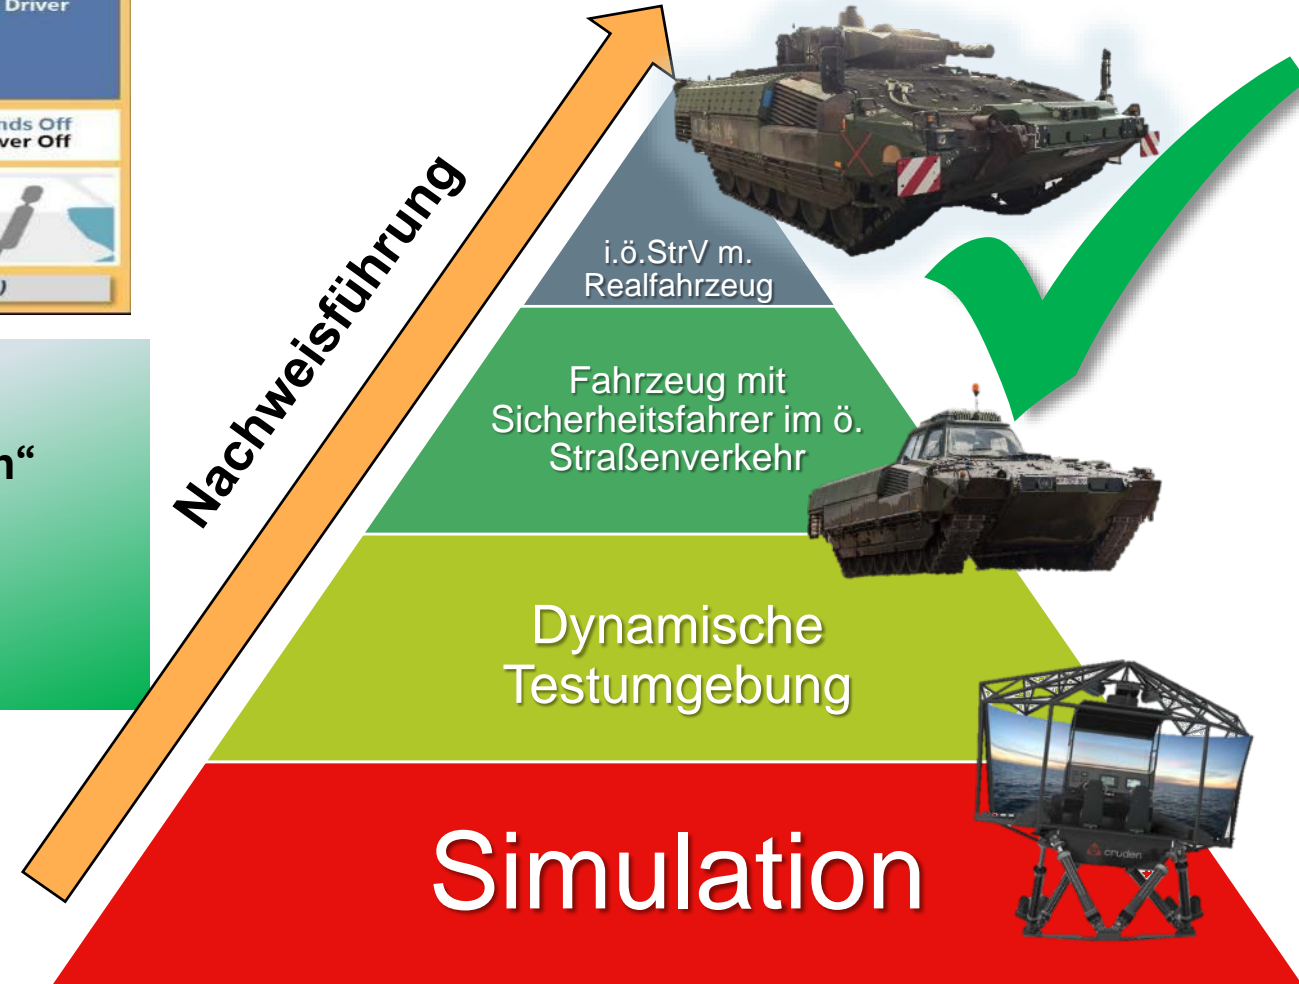 Driver
nds Off
ver Off
n“
Nachweisführung
i.ö.StrV m.
Realfahrzeug
Fahrzeug mit
Sicherheitsfahrer im ö.
Straßenverkehr
Dynamische
Testumgebung
Simulation
cruden